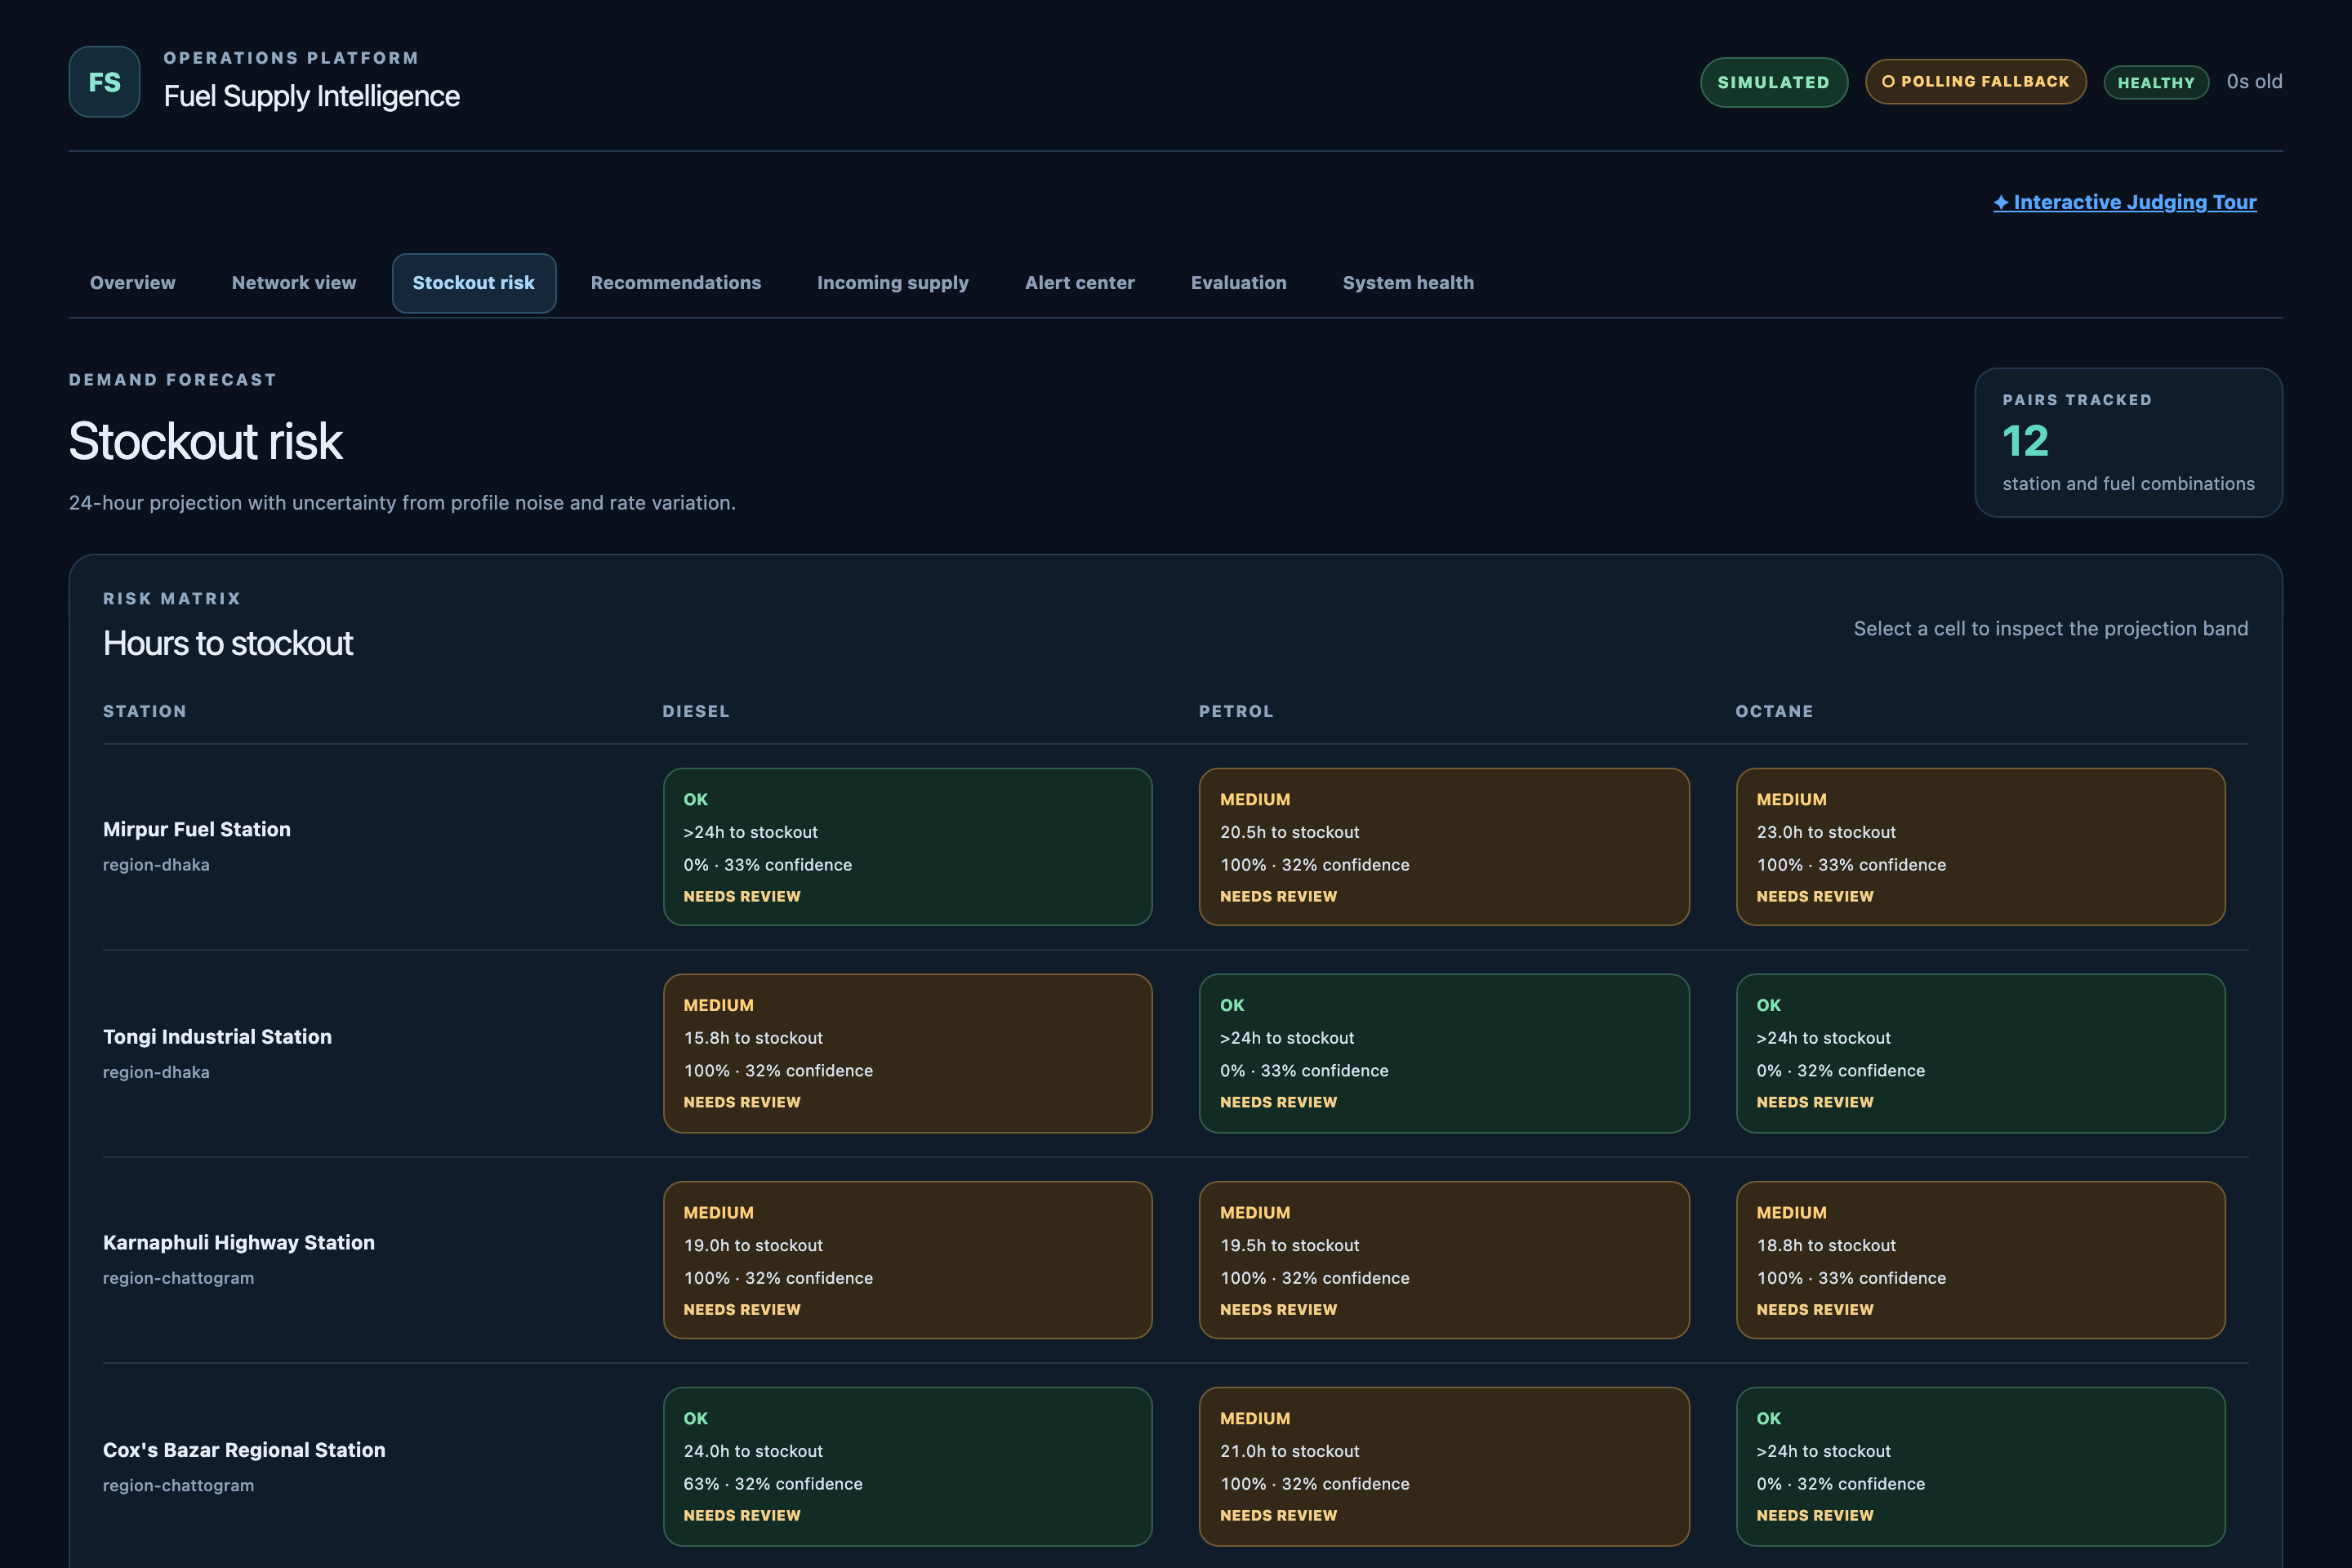 FS
OPERATIONS PLATFORM
Fuel Supply Intelligence
SIMULATED
POLLING FALLBACK
HEALTHY
0s old
✦ Interactive Judging Tour
Overview
Network view
Stockout risk
Recommendations
Incoming supply
Alert center
Evaluation
System health
DEMAND FORECAST
Stockout risk
24-hour projection with uncertainty from profile noise and rate variation.
PAIRS TRACKED
12
station and fuel combinations
RISK MATRIX
Hours to stockout
Select a cell to inspect the projection band
STATION
DIESEL
PETROL
OCTANE
Mirpur Fuel Station
region-dhaka
OK
>24h to stockout
0% · 33% confidence
NEEDS REVIEW
MEDIUM
20.5h to stockout
100% · 32% confidence
NEEDS REVIEW
MEDIUM
23.0h to stockout
100% · 33% confidence
NEEDS REVIEW
Tongi Industrial Station
region-dhaka
MEDIUM
15.8h to stockout
100% · 32% confidence
NEEDS REVIEW
OK
>24h to stockout
0% · 33% confidence
NEEDS REVIEW
OK
>24h to stockout
0% · 32% confidence
NEEDS REVIEW
Karnaphuli Highway Station
region-chattogram
MEDIUM
19.0h to stockout
100% · 32% confidence
NEEDS REVIEW
MEDIUM
19.5h to stockout
100% · 32% confidence
NEEDS REVIEW
MEDIUM
18.8h to stockout
100% · 33% confidence
NEEDS REVIEW
Cox's Bazar Regional Station
region-chattogram
OK
24.0h to stockout
63% · 32% confidence
NEEDS REVIEW
MEDIUM
21.0h to stockout
100% · 32% confidence
NEEDS REVIEW
OK
>24h to stockout
0% · 32% confidence
NEEDS REVIEW